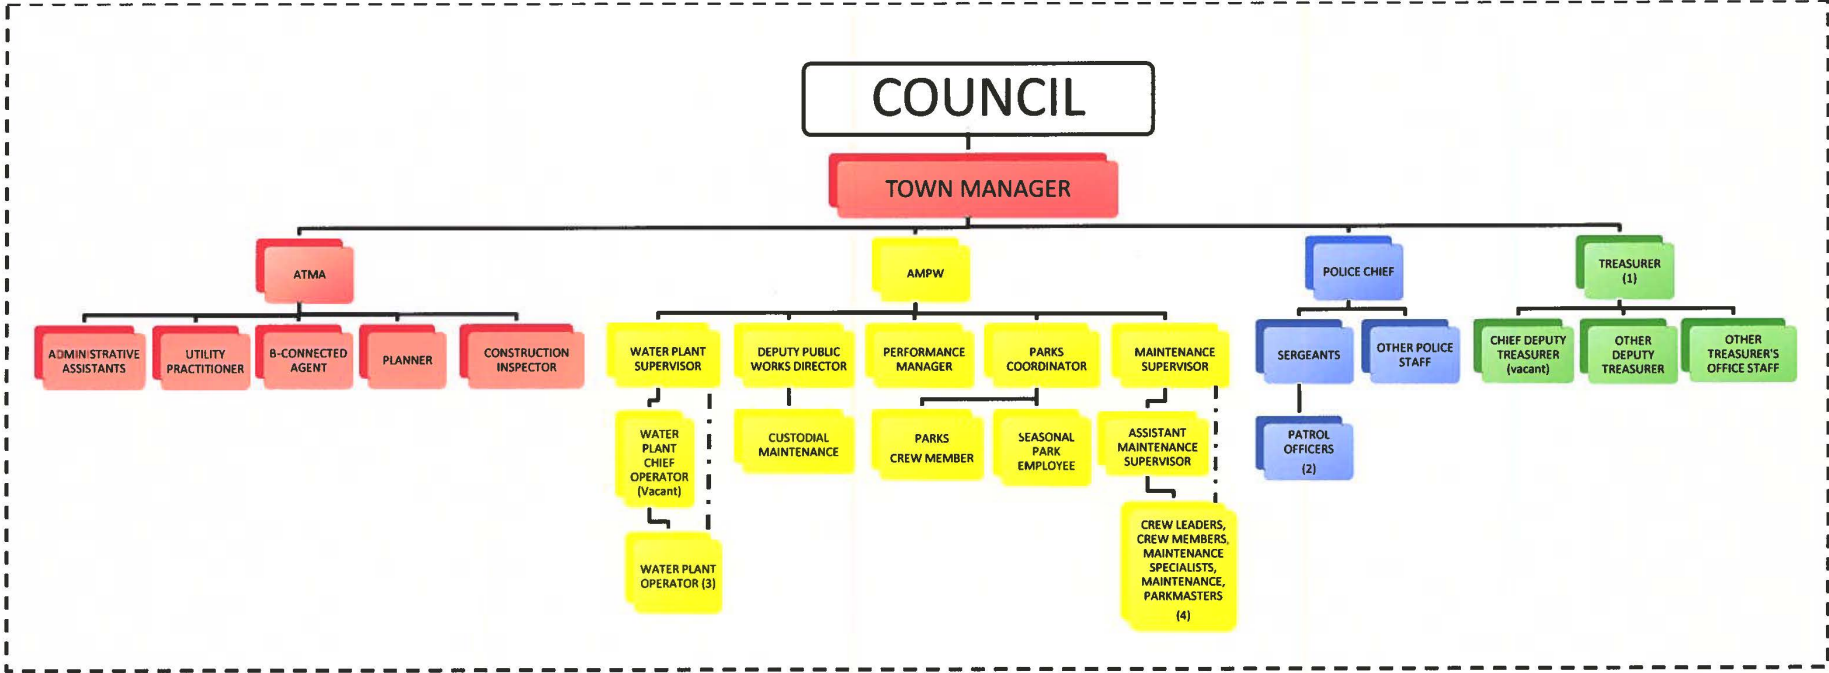 COUNCIL
TOWN MANAGER
ATMA
AMPW
POLICE CHIEF
TREASURER
(1)
ADMINISTRATIVE
ASSISTANTS
UTILITY
PRACTITIONER
B-CONNECTED
AGENT
PLANNER
CONSTRUCTION
INSPECTOR
WATER PLANT
SUPERVISOR
DEPUTY PUBLIC
WORKS DIRECTOR
PERFORMANCE
MANAGER
PARKS
COORDINATOR
MAINTENANCE
SUPERVISOR
SERGEANTS
OTHER POLICE
STAFF
CHIEF DEPUTY
TREASURER
(vacant)
OTHER
DEPUTY
TREASURER
OTHER
TREASURER'S
OFFICE STAFF
WATER
PLANT
CHIEF
OPERATOR
(Vacant)
CUSTODIAL
MAINTENANCE
PARKS
CREW MEMBER
SEASONAL
PARK
EMPLOYEE
ASSISTANT
MAINTENANCE
SUPERVISOR
PATROL
OFFICERS
(2)
WATER PLANT
OPERATOR (3)
CREW LEADERS,
CREW MEMBERS,
MAINTENANCE
SPECIALISTS,
MAINTENANCE,
PARKMASTERS
(4)